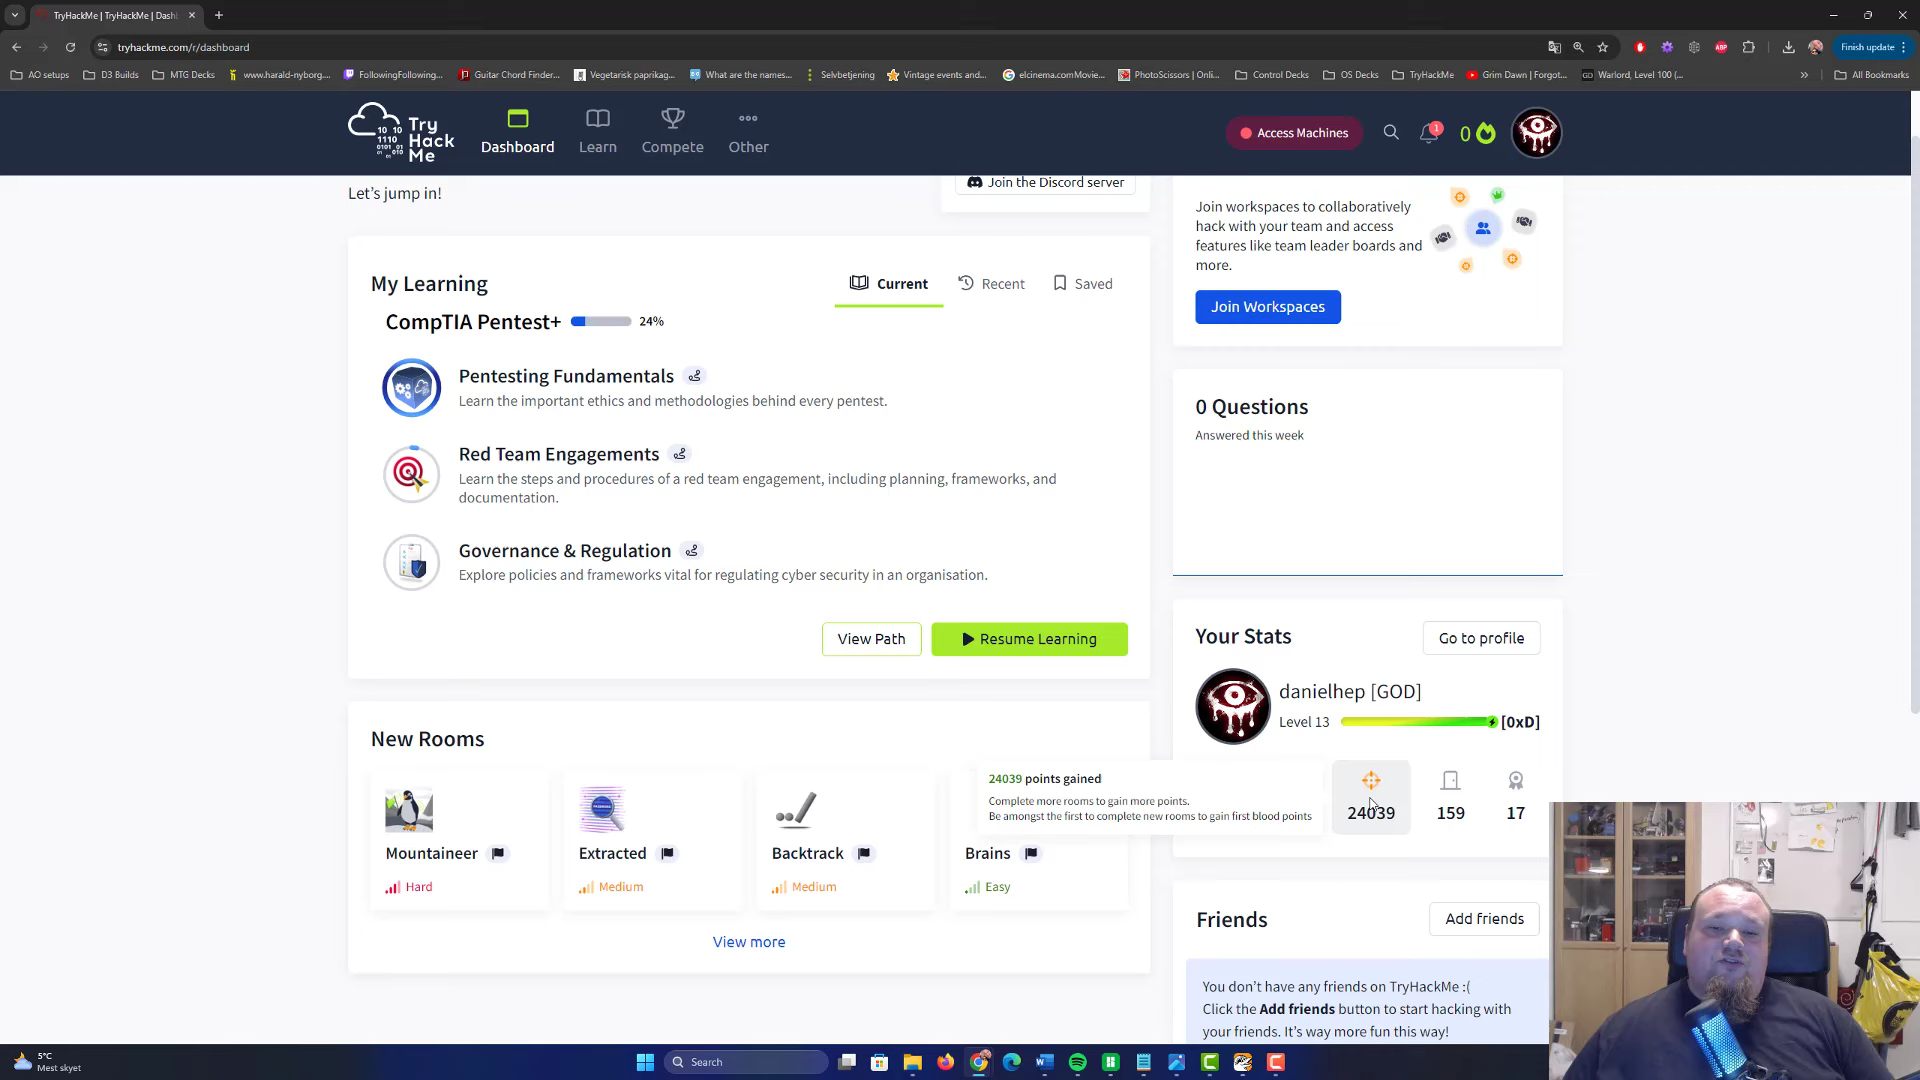 TryHackMe | TryHackMe | Dash
tryhackme.com/r/dashboard
Finish update
AO setups
D3 Builds
MTG Decks
www.harald-nyborg....
FollowingFollowing...
Guitar Chord Finder...
Vegetarisk paprikag...
What are the names...
Selvbetjening
Vintage events and...
elcinema.comMovie...
PhotoScissors | Onli...
Control Decks
OS Decks
TryHackMe
Grim Dawn | Forgot...
GD
Warlord, Level 100 (...
All Bookmarks
Try
Hack
Me
Dashboard
Learn
Compete
Other
Access Machines
1
0
Let's jump in!
Join the Discord server
Join workspaces to collaboratively
hack with your team and access
features like team leader boards and
more.
Join Workspaces
My Learning
Current
Recent
Saved
CompTIA Pentest+
24%
Pentesting Fundamentals
Learn the important ethics and methodologies behind every pentest.
Red Team Engagements
Learn the steps and procedures of a red team engagement, including planning, frameworks, and
documentation.
Governance & Regulation
Explore policies and frameworks vital for regulating cyber security in an organisation.
View Path
Resume Learning
0 Questions
Answered this week
Your Stats
Go to profile
danielhep [GOD]
Level 13
[0xD]
24039 points gained
Complete more rooms to gain more points.
Be amongst the first to complete new rooms to gain first blood points
24039
159
17
New Rooms
Mountaineer
Hard
Extracted
Medium
Backtrack
Medium
Brains
Easy
View more
Friends
Add friends
You don't have any friends on TryHackMe :(
Click the Add friends button to start hacking with
your friends. It's way more fun this way!
5°C
Mest skyet
Search